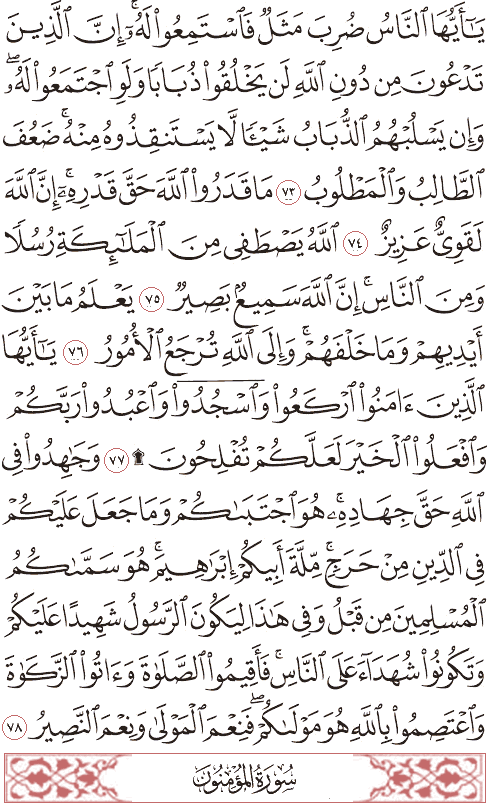 يَـٰٓأَيُّهَا ٱلنَّاسُ ضُرِبَ مَثَلٌ فَٱسْتَمِعُوا۟ لَهُۥٓ ۚ إِنَّ ٱلَّذِينَ
تَدْعُونَ مِن دُونِ ٱللَّهِ لَن يَخْلُقُوا۟ ذُبَابًا وَلَوِ ٱجْتَمَعُوا۟ لَهُۥ ۖ
وَإِن يَسْلُبْهُمُ ٱلذُّبَابُ شَيْـًٔا لَّا يَسْتَنقِذُوهُ مِنْهُ ۚ ضَعُفَ
ٱلطَّالِبُ وَٱلْمَطْلُوبُ ٧٣ مَا قَدَرُوا۟ ٱللَّهَ حَقَّ قَدْرِهِۦٓ ۗ إِنَّ ٱللَّهَ
لَقَوِىٌّ عَزِيزٌ ٧٤ ٱللَّهُ يَصْطَفِى مِنَ ٱلْمَلَـٰٓئِكَةِ رُسُلًا
وَمِنَ ٱلنَّاسِ ۚ إِنَّ ٱللَّهَ سَمِيعٌۢ بَصِيرٌ ٧٥ يَعْلَمُ مَا بَيْنَ
أَيْدِيهِمْ وَمَا خَلْفَهُمْ ۗ وَإِلَى ٱللَّهِ تُرْجَعُ ٱلْأُمُورُ ٧٦ يَـٰٓأَيُّهَا
ٱلَّذِينَ ءَامَنُوا۟ ٱرْكَعُوا۟ وَٱسْجُدُوا۟ وَٱعْبُدُوا۟ رَبَّكُمْ
وَٱفْعَلُوا۟ ٱلْخَيْرَ لَعَلَّكُمْ تُفْلِحُونَ ۩ ٧٧ وَجَـٰهِدُوا۟ فِى
ٱللَّهِ حَقَّ جِهَادِهِۦ ۚ هُوَ ٱجْتَبَىٰكُمْ وَمَا جَعَلَ عَلَيْكُمْ
فِى ٱلدِّينِ مِنْ حَرَجٍ ۚ مِّلَّةَ أَبِيكُمْ إِبْرَٰهِيمَ ۚ هُوَ سَمَّىٰكُمُ
ٱلْمُسْلِمِينَ مِن قَبْلُ وَفِى هَـٰذَا لِيَكُونَ ٱلرَّسُولُ شَهِيدًا عَلَيْكُمْ
وَتَكُونُوا۟ شُهَدَآءَ عَلَى ٱلنَّاسِ ۚ فَأَقِيمُوا۟ ٱلصَّلَوٰةَ وَءَاتُوا۟ ٱلزَّكَوٰةَ
وَٱعْتَصِمُوا۟ بِٱللَّهِ هُوَ مَوْلَىٰكُمْ ۖ فَنِعْمَ ٱلْمَوْلَىٰ وَنِعْمَ ٱلنَّصِيرُ ٧٨
سُورَةُ الْمُؤْمِنُونَ